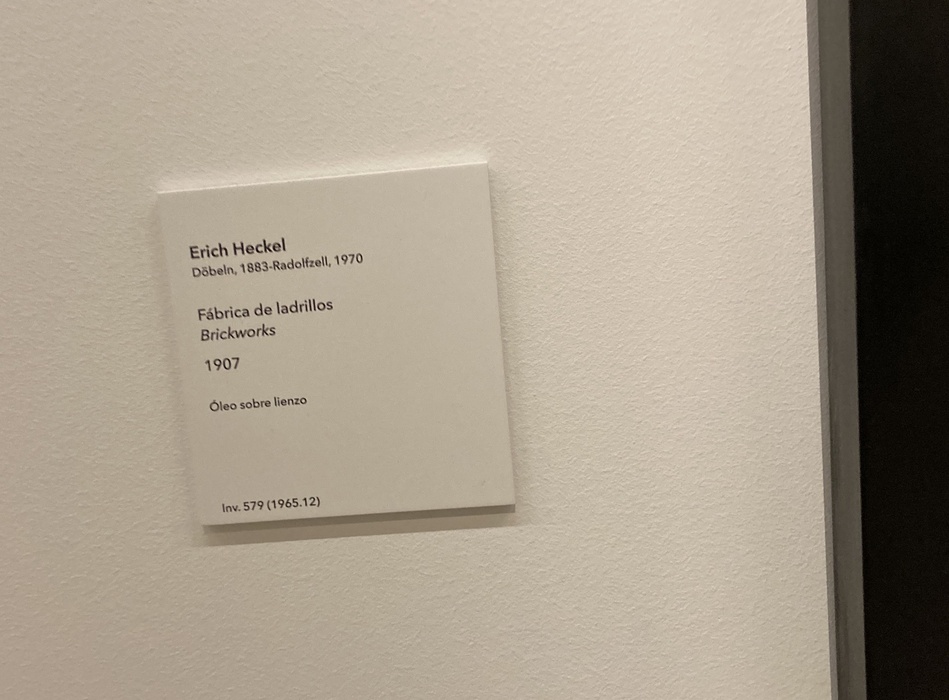 Erich Heckel
Döbeln, 1883-Radolfzell, 1970
Fábrica de ladrillos
Brickworks
1907
Óleo sobre lienzo
Inv. 579 (1965.12)